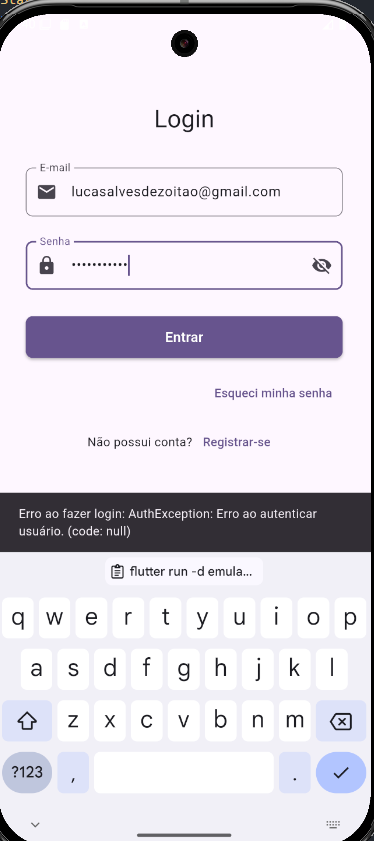 Sta
Login
E-mail
lucasalvesdezoitao@gmail.com
Senha
•••••••••••
Entrar
Esqueci minha senha
Não possui conta? Registrar-se
Erro ao fazer login: AuthException: Erro ao autenticar
usuário. (code: null)
flutter run -d emula...
q w e r t y u i o p
a s d f g h j k l
z x c v b n m
?123 , .